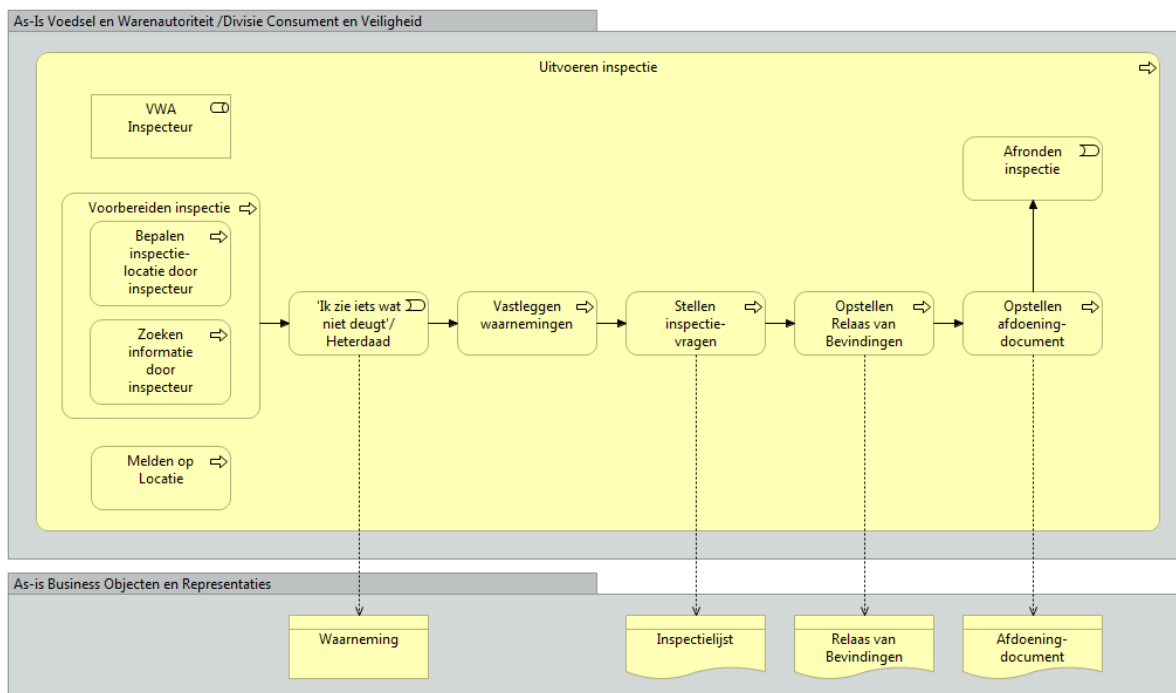 As-Is Voedsel en Warenautoriteit /Divisie Consument en Veiligheid
Uitvoeren inspectie
VWA
Inspecteur
Afronden
inspectie
Voorbereiden inspectie
Bepalen
inspectie-
locatie door
inspecteur
Zoeken
informatie
door
inspecteur
'Ik zie iets wat
niet deugt'/
Heterdaad
Vastleggen
waarnemingen
Stellen
inspectie-
vragen
Opstellen
Relaas van
Bevindingen
Opstellen
afdoening-
document
Melden op
Locatie
As-is Business Objecten en Representaties
Waarneming
Inspectielijst
Relaas van
Bevindingen
Afdoening-
document